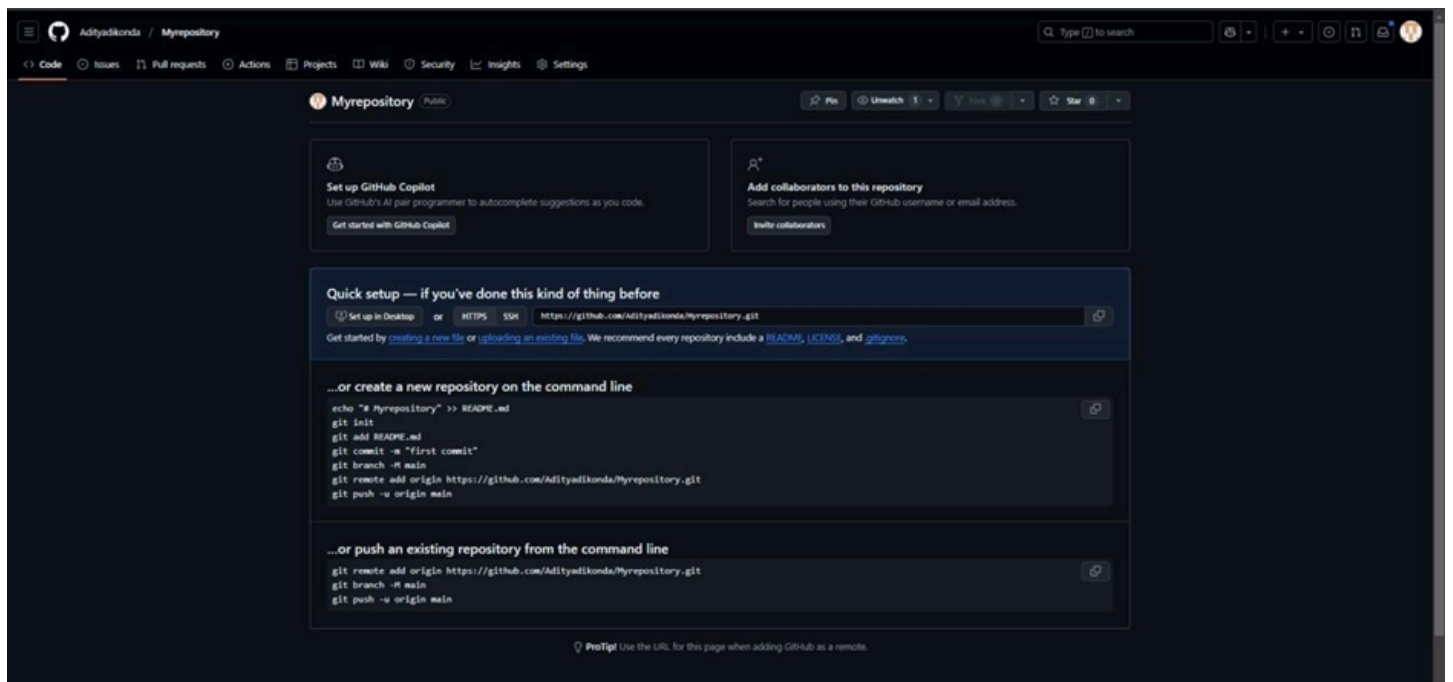 Adityadikonda / Myrepository
Type / to search
Code Issues Pull requests Actions Projects Wiki Security Insights Settings
Myrepository Public
Pin Unwatch 1 Fork 0 Star 0
Set up GitHub Copilot
Use GitHub's AI pair programmer to autocomplete suggestions as you code.
Get started with GitHub Copilot
Add collaborators to this repository
Search for people using their GitHub username or email address.
Invite collaborators
Quick setup — if you've done this kind of thing before
Set up in Desktop or HTTPS SSH https://github.com/Adityadikonda/Myrepository.git
Get started by creating a new file or uploading an existing file. We recommend every repository include a README, LICENSE, and .gitignore.
...or create a new repository on the command line
echo "# Myrepository" >> README.md
git init
git add README.md
git commit -m "first commit"
git branch -M main
git remote add origin https://github.com/Adityadikonda/Myrepository.git
git push -u origin main
...or push an existing repository from the command line
git remote add origin https://github.com/Adityadikonda/Myrepository.git
git branch -M main
git push -u origin main
ProTip! Use the URL for this page when adding GitHub as a remote.